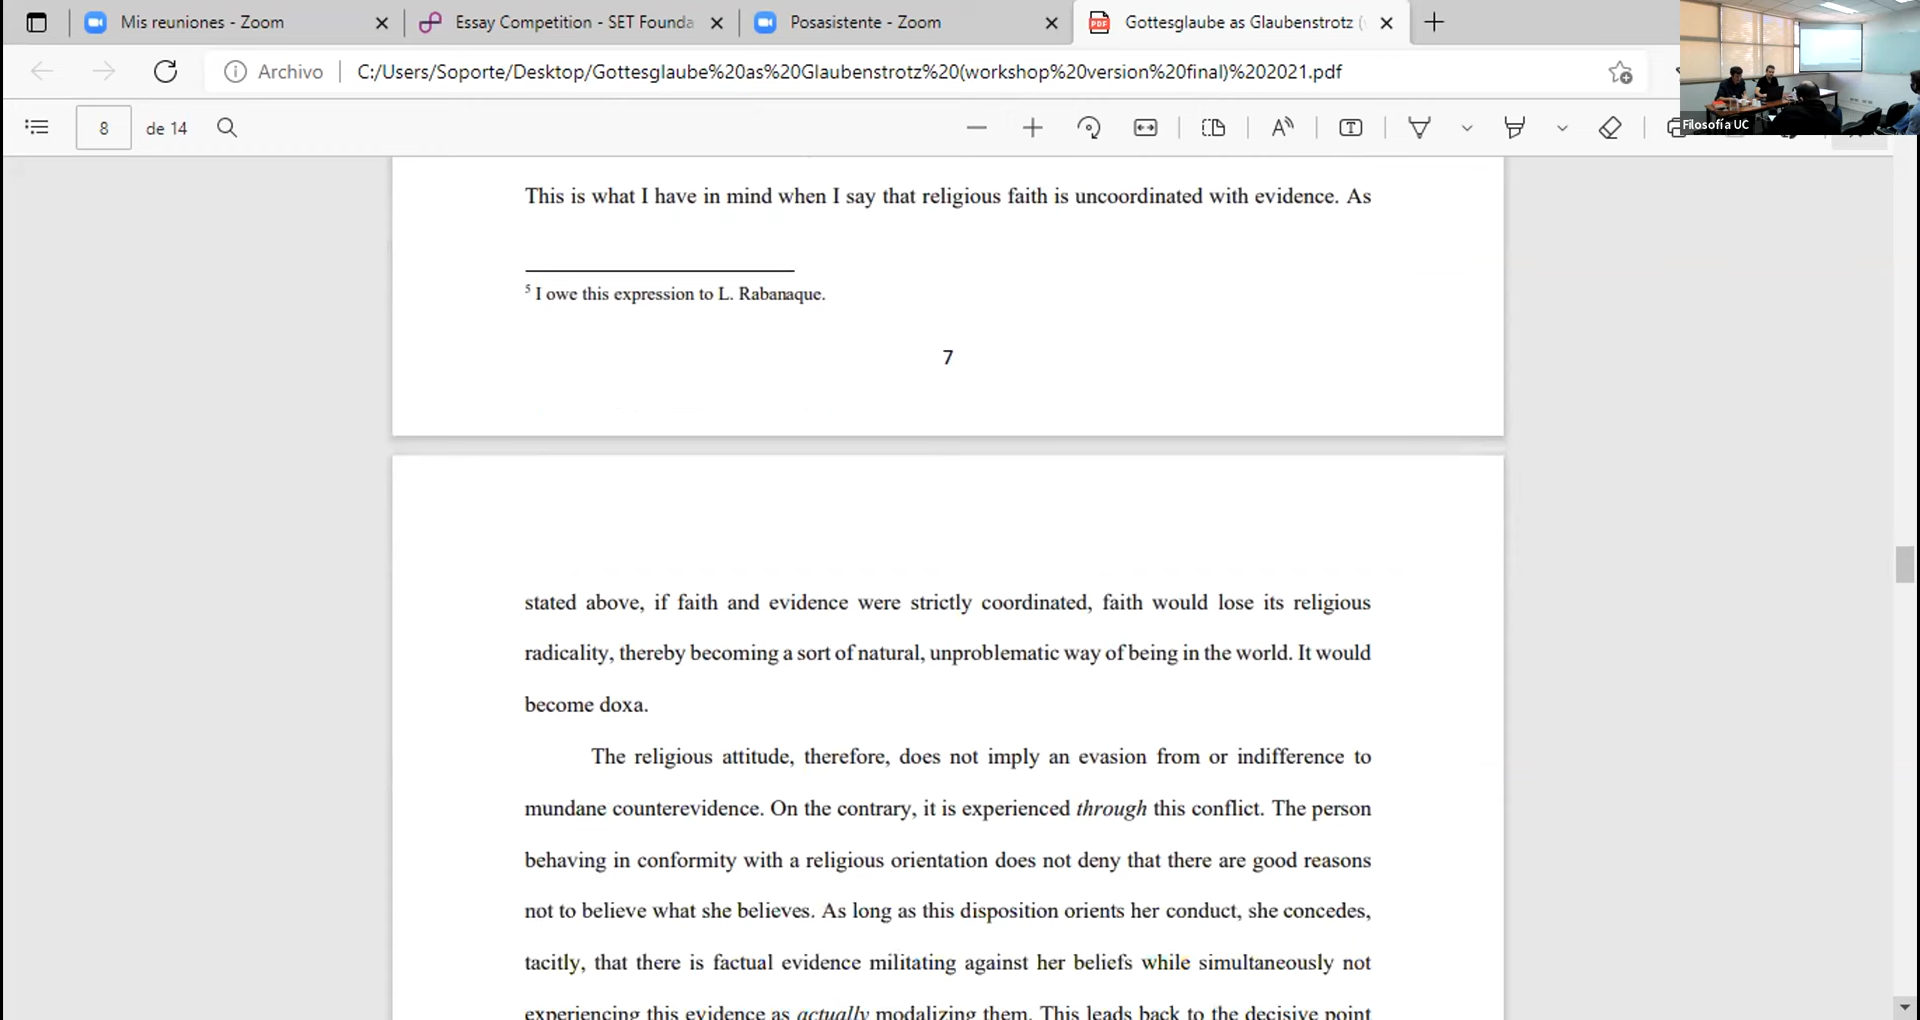 Mis reuniones - Zoom
Essay Competition - SET Founda
Posasistente - Zoom
Gottesglaube as Glaubenstrotz (
Archivo
C:/Users/Soporte/Desktop/Gottesglaube%20as%20Glaubenstrotz%20(workshop%20version%20final)%202021.pdf
8 de 14
Filosofía UC
This is what I have in mind when I say that religious faith is uncoordinated with evidence. As
5 I owe this expression to L. Rabanaque.
7
stated above, if faith and evidence were strictly coordinated, faith would lose its religious
radicality, thereby becoming a sort of natural, unproblematic way of being in the world. It would
become doxa.
The religious attitude, therefore, does not imply an evasion from or indifference to
mundane counterevidence. On the contrary, it is experienced through this conflict. The person
behaving in conformity with a religious orientation does not deny that there are good reasons
not to believe what she believes. As long as this disposition orients her conduct, she concedes,
tacitly, that there is factual evidence militating against her beliefs while simultaneously not
experiencing this evidence as actually modalizing them. This leads back to the decisive point